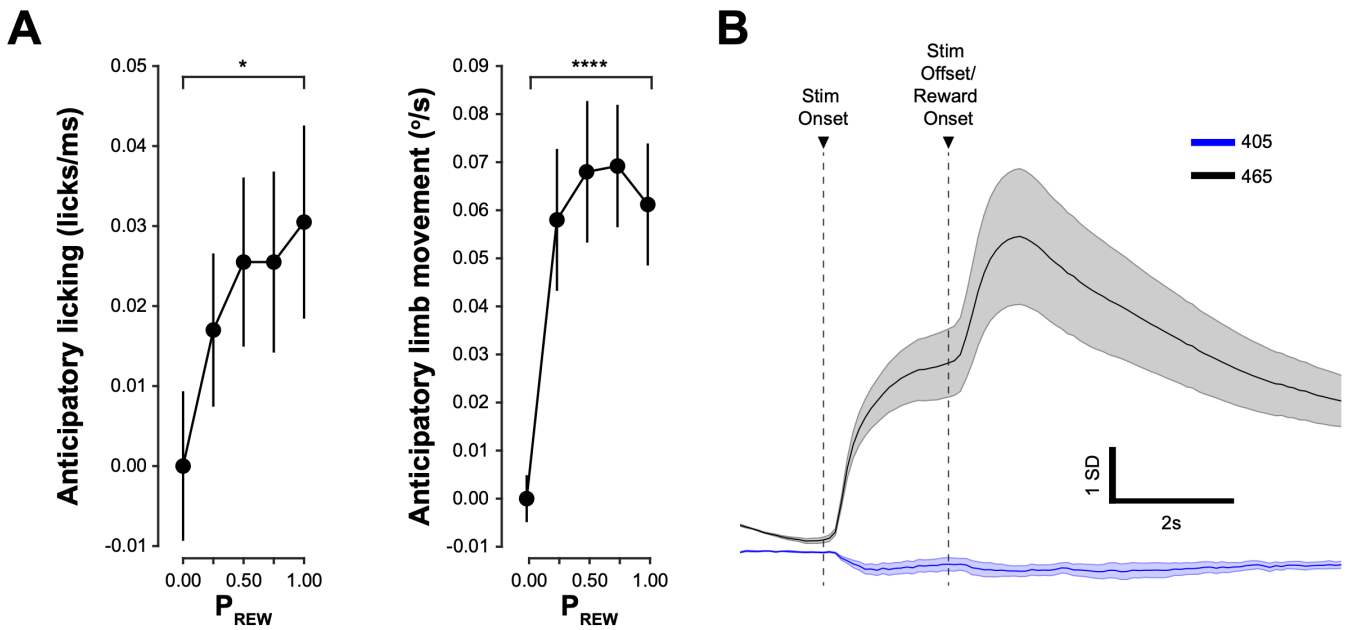 A
Anticipatory licking (licks/ms)
*
0.05
0.04
0.03
0.02
0.01
0.00
-0.01
0.00
0.50
1.00
PREW
Anticipatory limb movement (º/s)
****
0.09
0.08
0.07
0.06
0.05
0.04
0.03
0.02
0.01
0.00
-0.01
0.00
0.50
1.00
PREW
B
Stim
Onset
Stim
Offset/
Reward
Onset
405
465
1 SD
2s